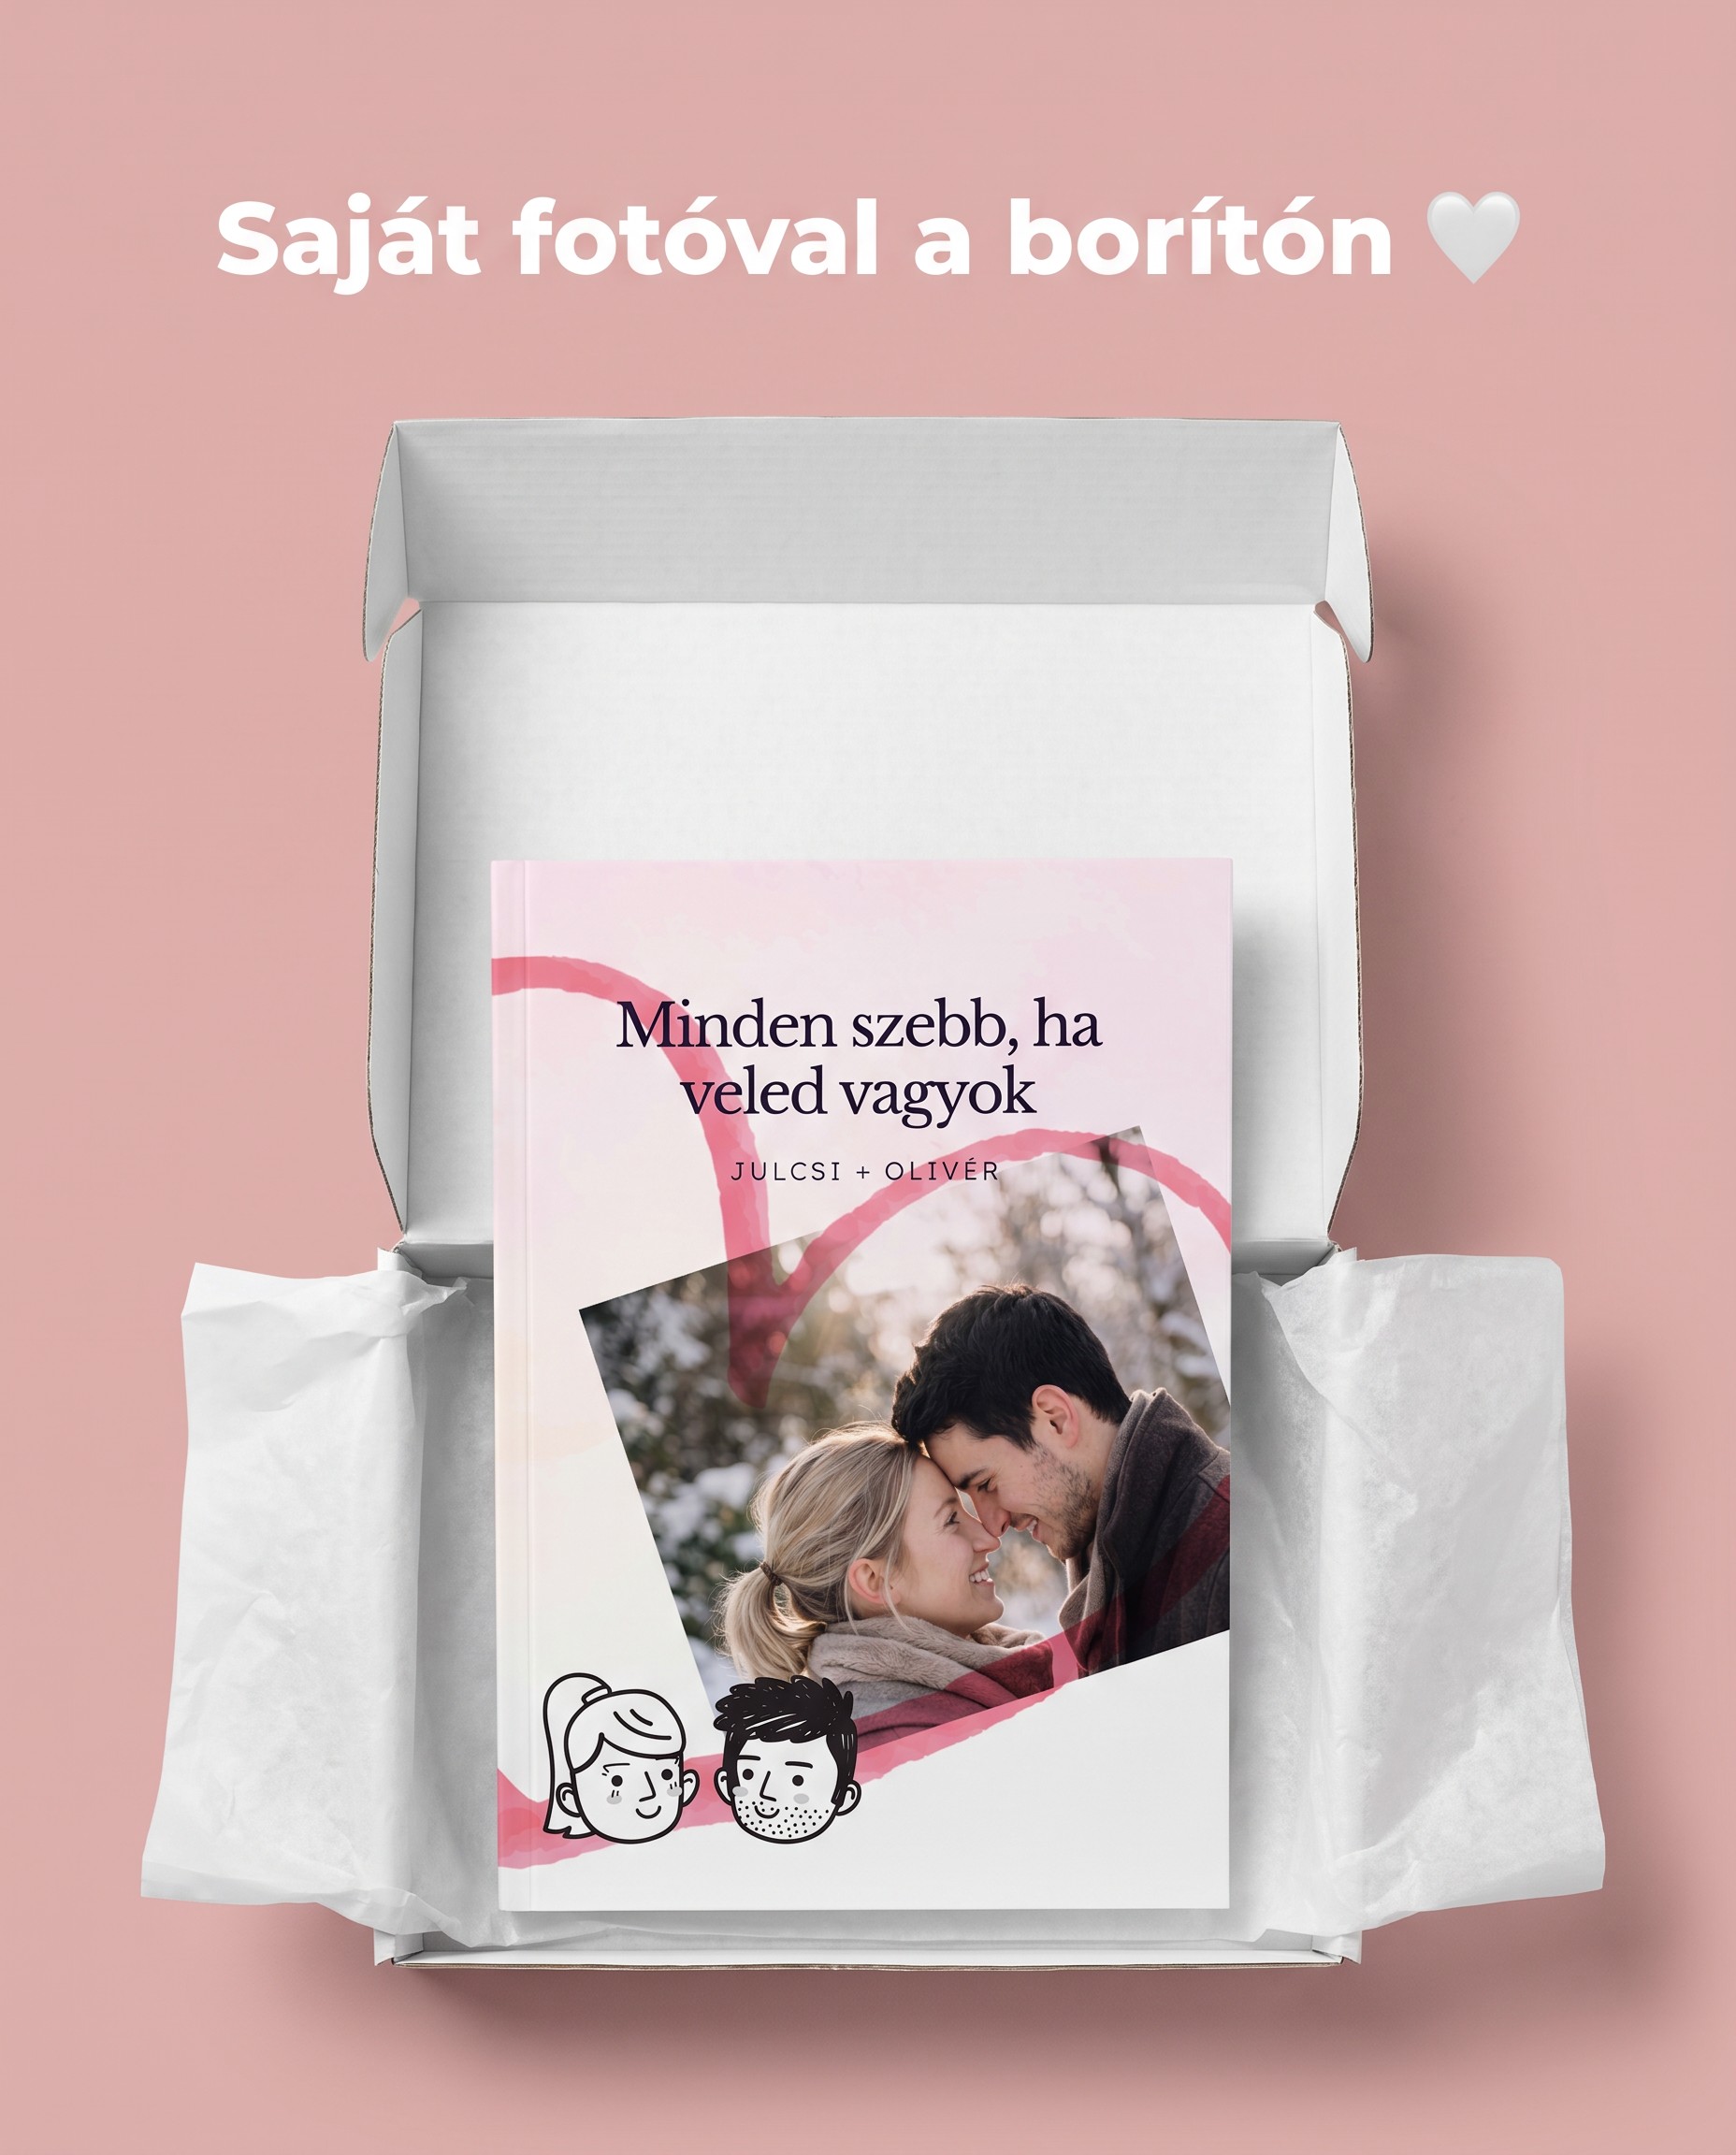 Saját fotóval a borítón 🤍
Minden szebb, ha
veled vagyok
JULCSI + OLIVÉR